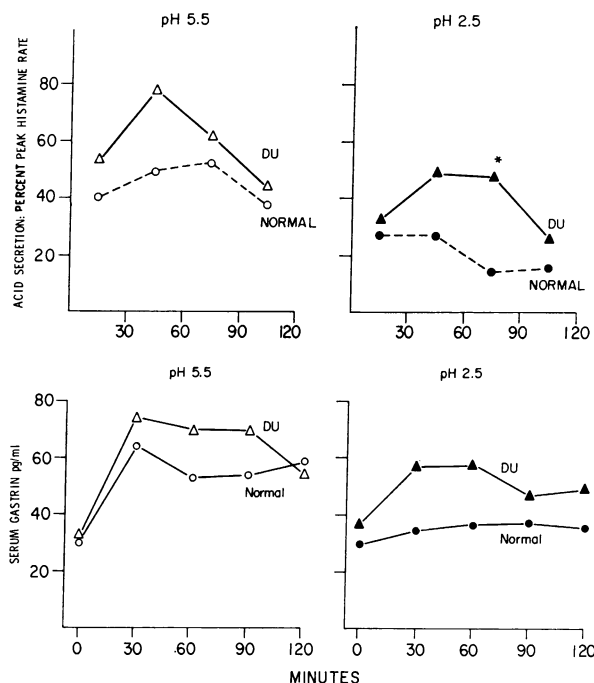 pH 5.5
pH 2.5
ACID SECRETION: PERCENT PEAK HISTAMINE RATE
80
60
40
20
DU
NORMAL
30 60 90 120
*
DU
NORMAL
30 60 90 120
pH 5.5
pH 2.5
SERUM GASTRIN pg/ml
80
60
40
20
DU
Normal
0 30 60 90 120
DU
Normal
0 30 60 90 120
MINUTES